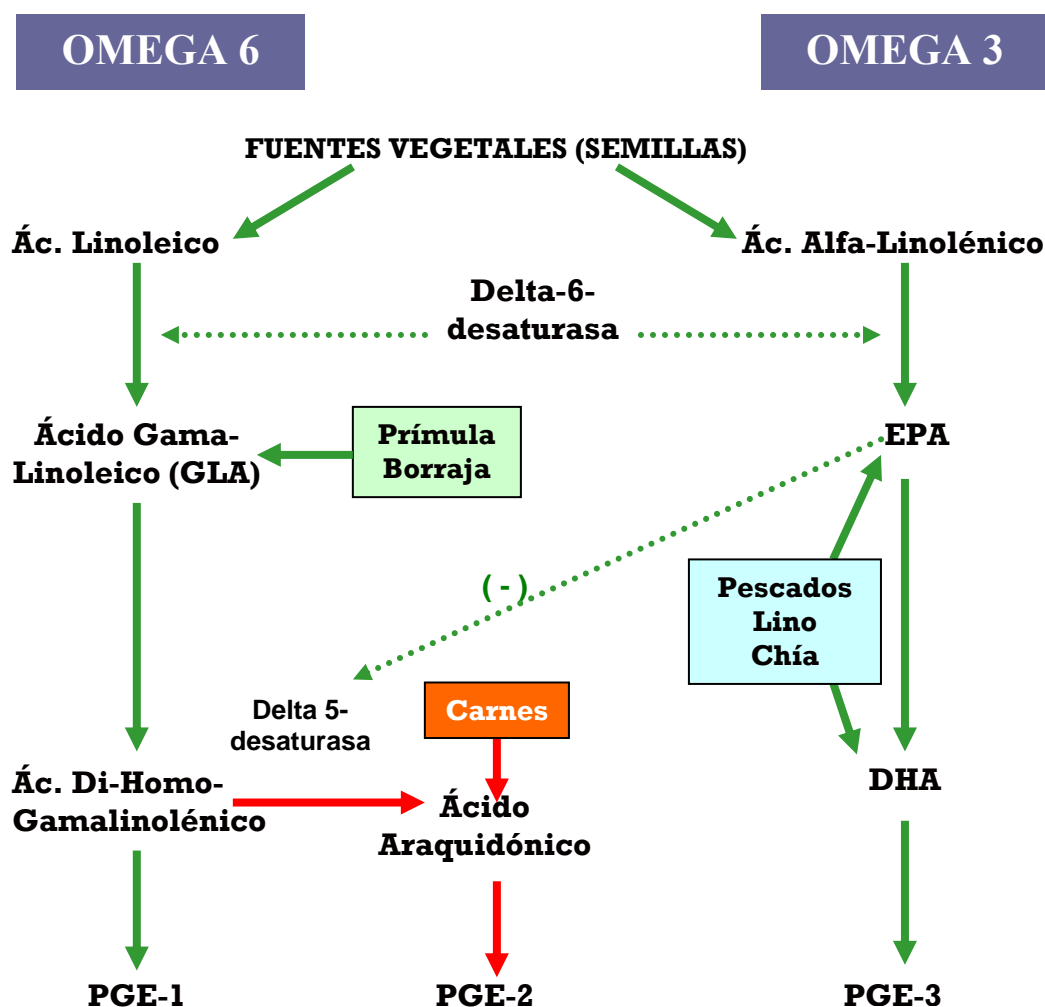 OMEGA 6
OMEGA 3
FUENTES VEGETALES (SEMILLAS)
Ác. Linoleico
Ác. Alfa-Linolénico
Delta-6-
desaturasa
Ácido Gama-
Linoleico (GLA)
Prímula
Borraja
EPA
( - )
Pescados
Lino
Chía
Delta 5-
desaturasa
Carnes
Ác. Di-Homo-
Gamalinolénico
Ácido
Araquidónico
DHA
PGE-1
PGE-2
PGE-3